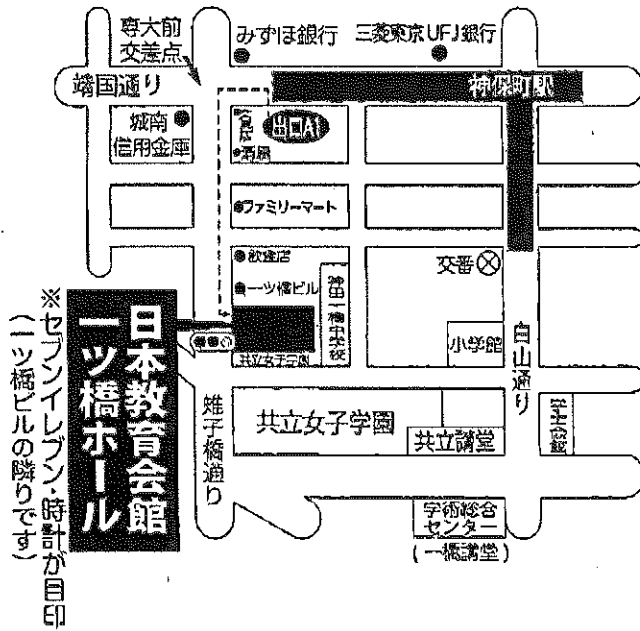 専大前
交差点
みずほ銀行
三菱東京UFJ銀行
靖国通り
神保町駅
城南
信用金庫
出口A1
酒屋
ファミリーマート
飲食店
一ツ橋ビル
神田一橋中学校
交番
小学館
白山通り
共立女子学園
雉子橋通り
共立女子学園
共立講堂
学士会館
学術総合
センター
(一橋講堂)
日本教育会館
一ツ橋ホール
※セブンイレブン・時計が目印
(一ツ橋ビルの隣りです)